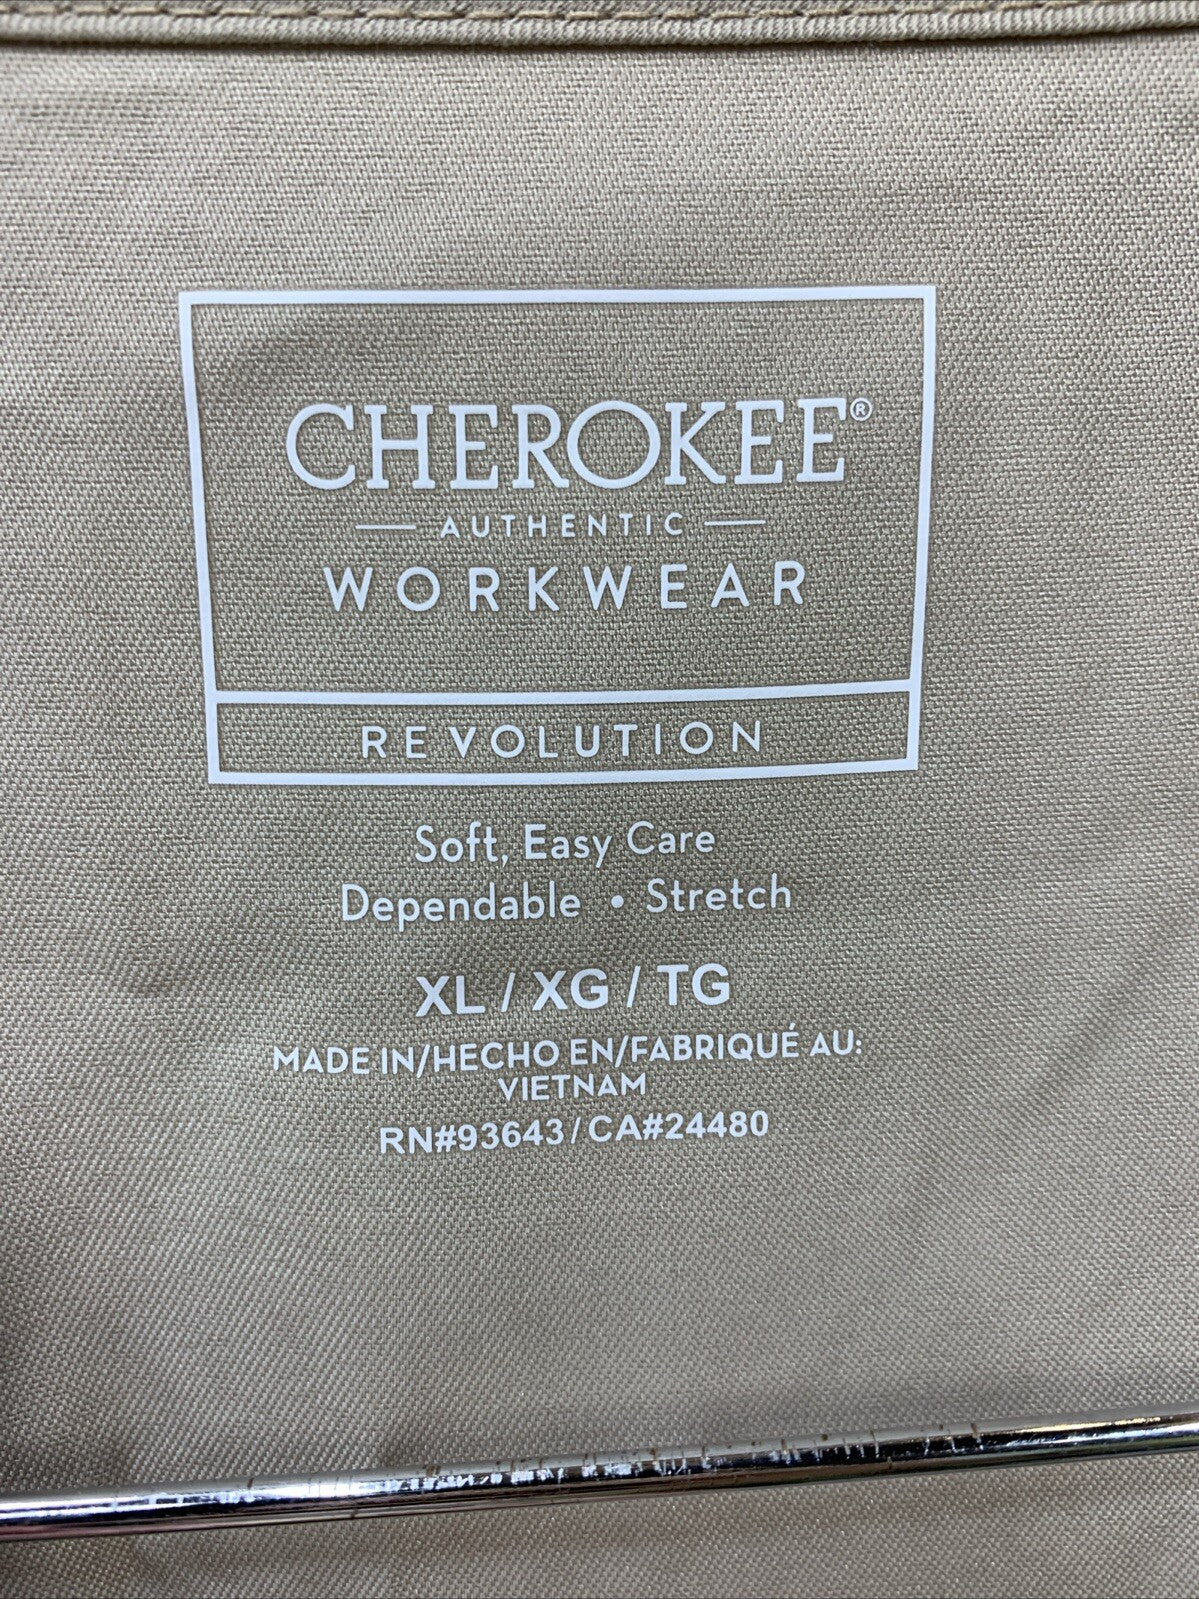 CHEROKEE®
AUTHENTIC
WORKWEAR
REVOLUTION
Soft, Easy Care
Dependable • Stretch
XL / XG / TG
MADE IN/HECHO EN/FABRIQUÉ AU:
VIETNAM
RN#93643/CA#24480